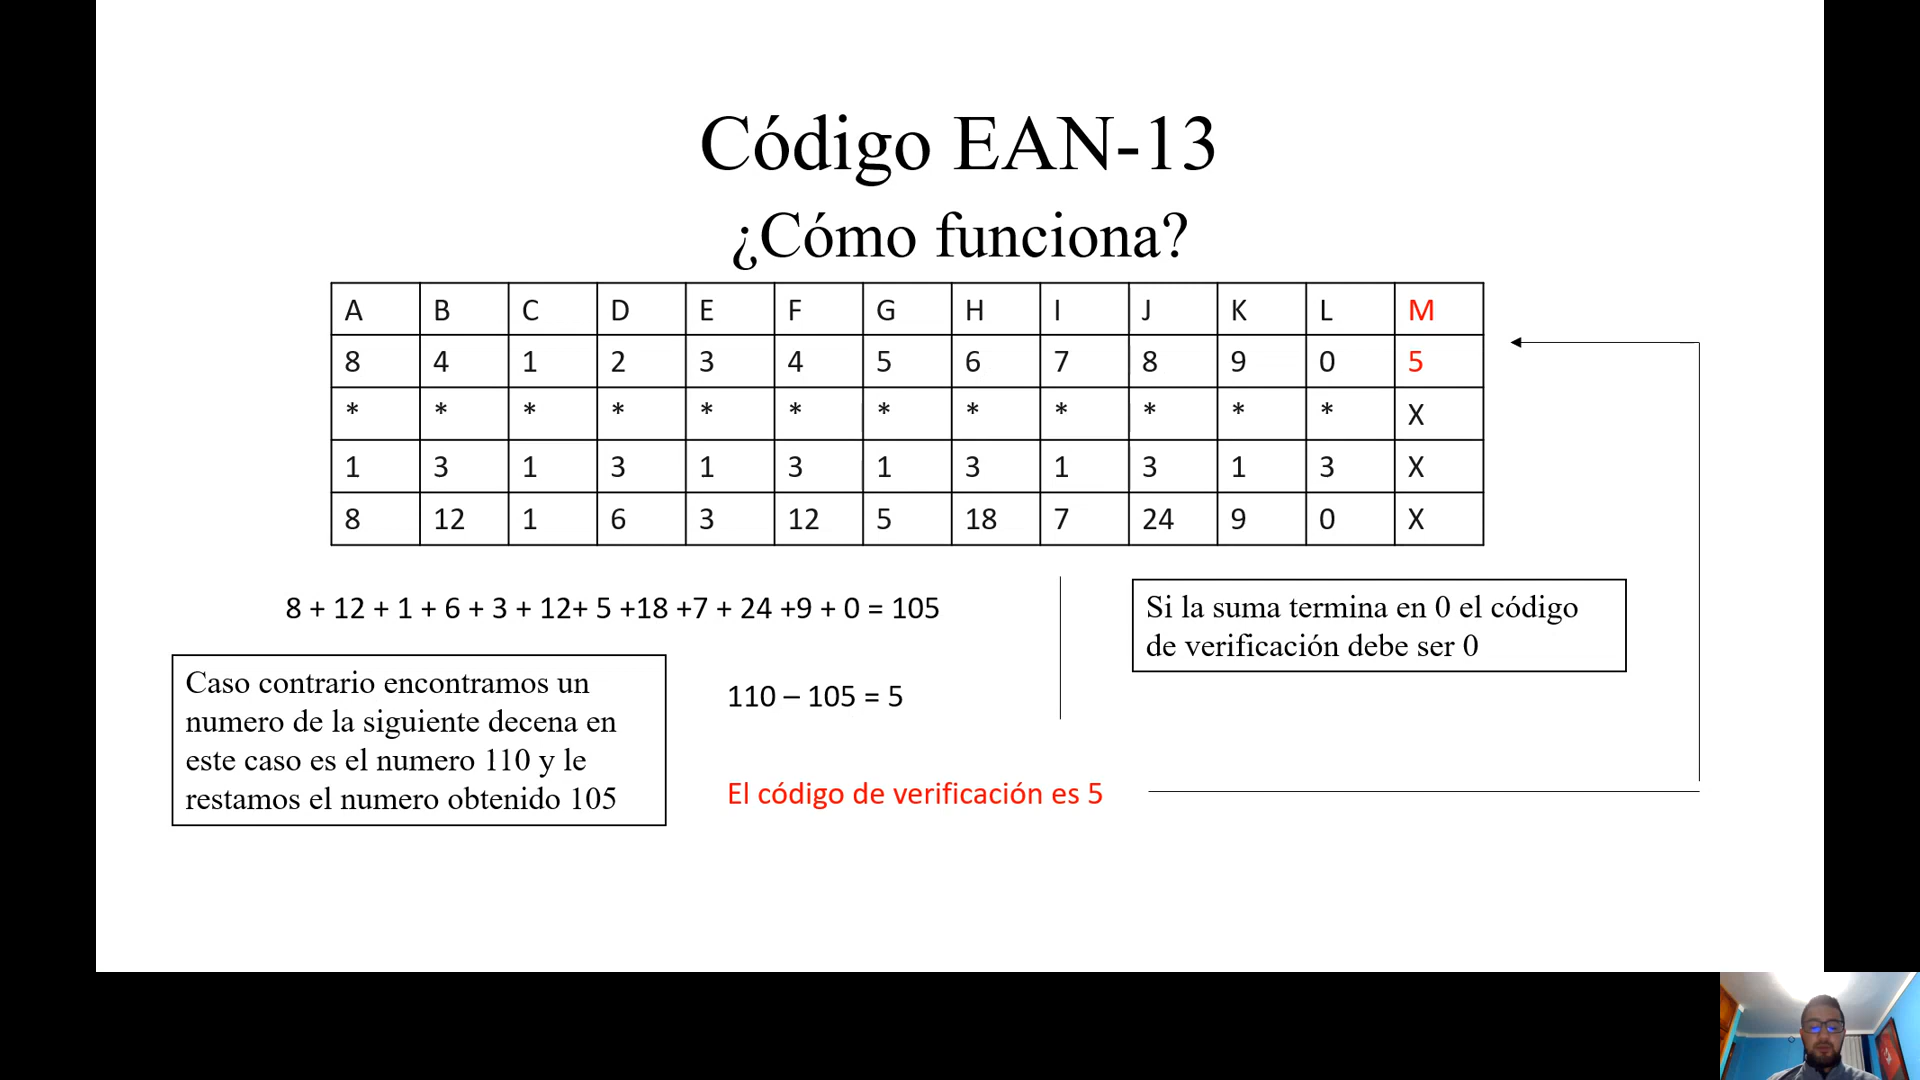 Código EAN-13
¿Cómo funciona?
A B C D E F G H I J K L M
8 4 1 2 3 4 5 6 7 8 9 0 5
* * * * * * * * * * * * X
1 3 1 3 1 3 1 3 1 3 1 3 X
8 12 1 6 3 12 5 18 7 24 9 0 X
8 + 12 + 1 + 6 + 3 + 12+ 5 +18 +7 + 24 +9 + 0 = 105
Si la suma termina en 0 el código
de verificación debe ser 0
Caso contrario encontramos un
numero de la siguiente decena en
este caso es el numero 110 y le
restamos el numero obtenido 105
110 – 105 = 5
El código de verificación es 5